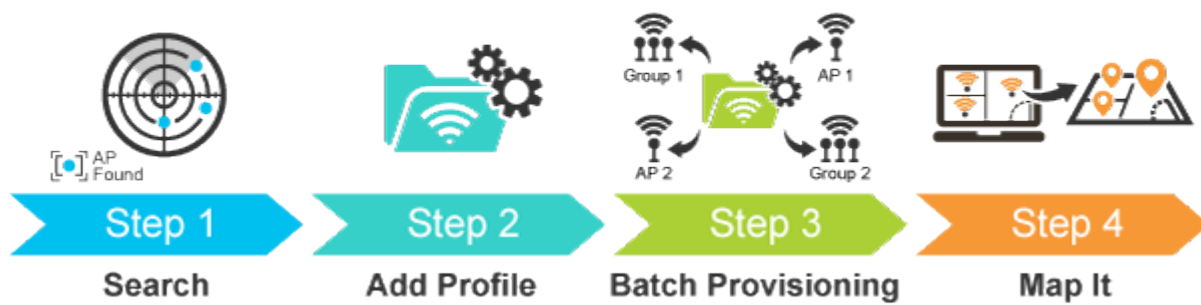 AP
Found
Group 1
AP 1
AP 2
Group 2
Step 1
Step 2
Step 3
Step 4
Search
Add Profile
Batch Provisioning
Map It